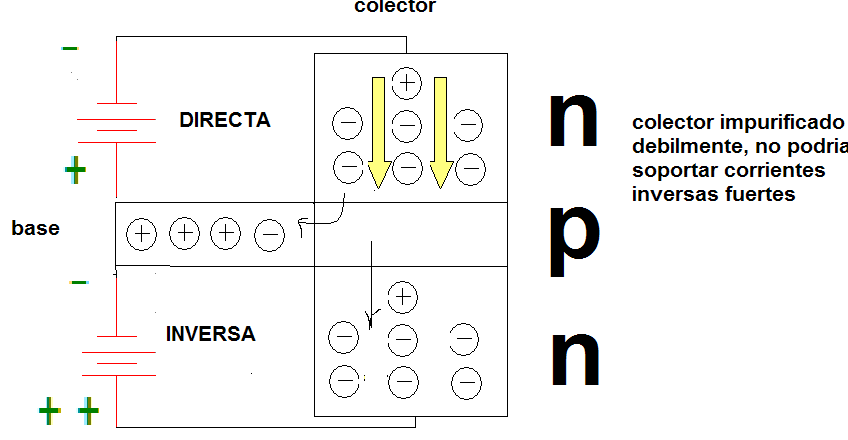 colector
−
DIRECTA
+
n
colector impurificado
debilmente, no podria
soportar corrientes
inversas fuertes
+
− + −
− − −
base
+ + + −
p
−
INVERSA
+
− − −
− − −
n
+ +